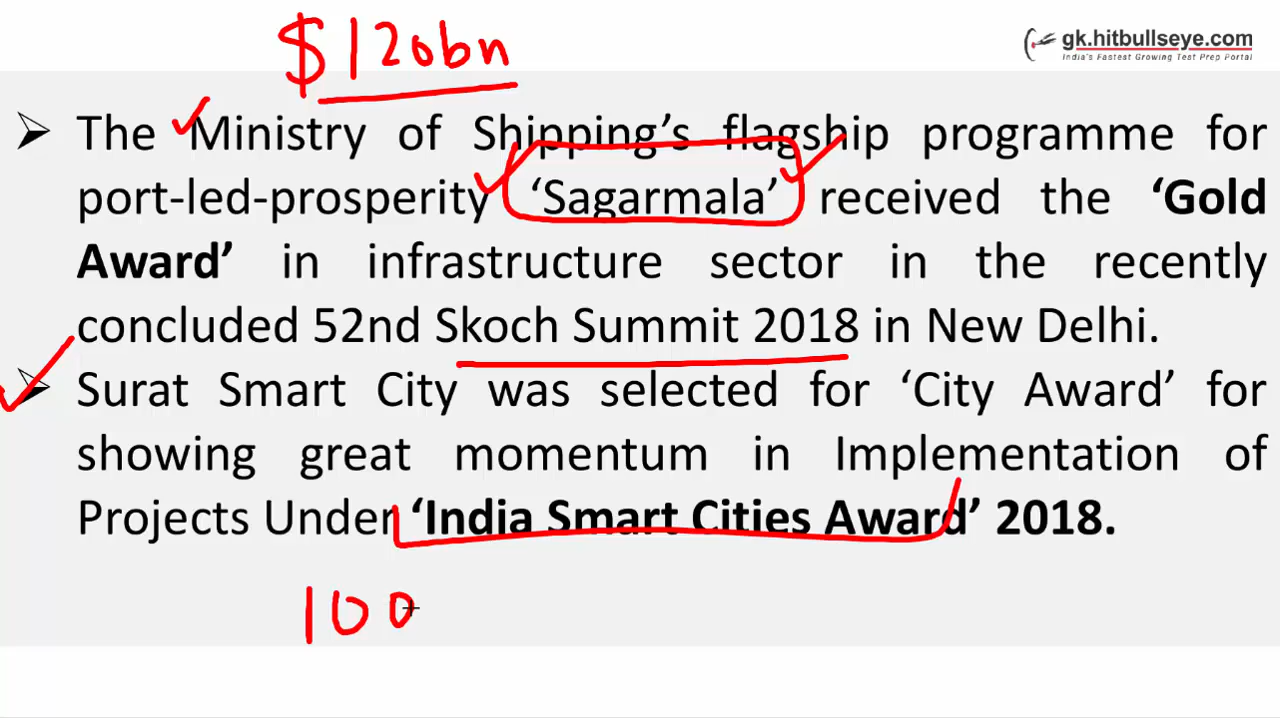 $120bn
gk.hitbullseye.com
India's Fastest Growing Test Prep Portal
➢ The Ministry of Shipping's flagship programme for
port-led-prosperity ‘Sagarmala’ received the ‘Gold
Award’ in infrastructure sector in the recently
concluded 52nd Skoch Summit 2018 in New Delhi.
➢ Surat Smart City was selected for ‘City Award’ for
showing great momentum in Implementation of
Projects Under ‘India Smart Cities Award’ 2018.
100